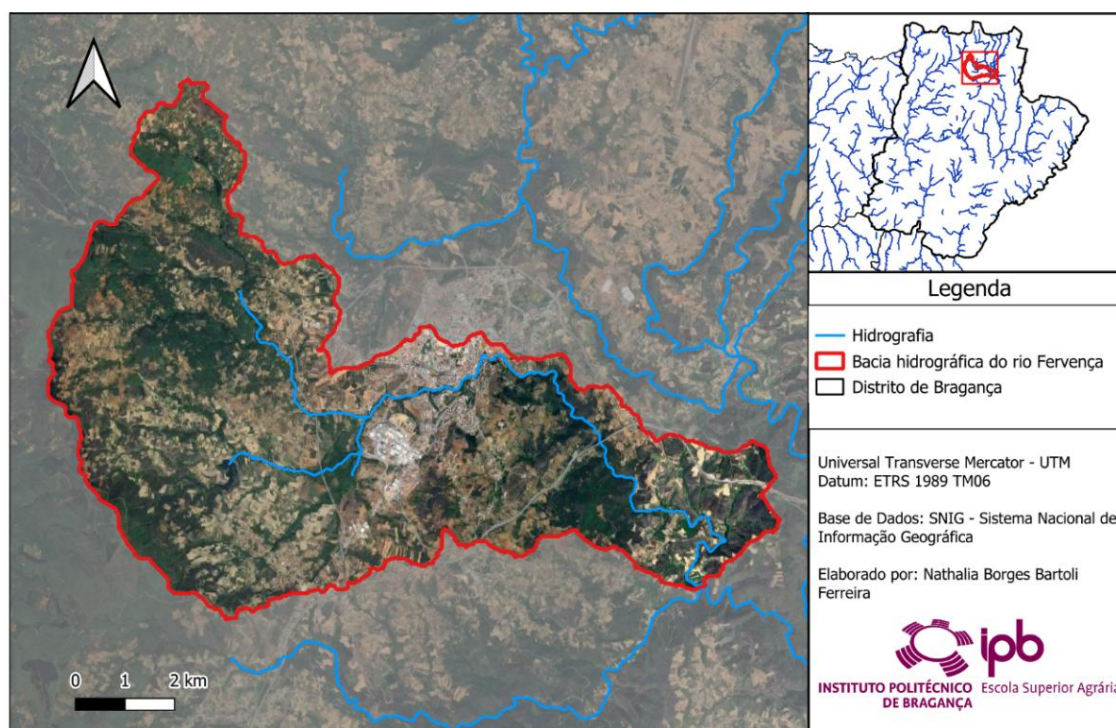 Legenda
Hidrografia
Bacia hidrográfica do rio Fervença
Distrito de Bragança
Universal Transverse Mercator - UTM
Datum: ETRS 1989 TM06
Base de Dados: SNIG - Sistema Nacional de
Informação Geográfica
Elaborado por: Nathalia Borges Bartoli
Ferreira
ipb
INSTITUTO POLITÉCNICO
DE BRAGANÇA
Escola Superior Agrária
0 1 2 km